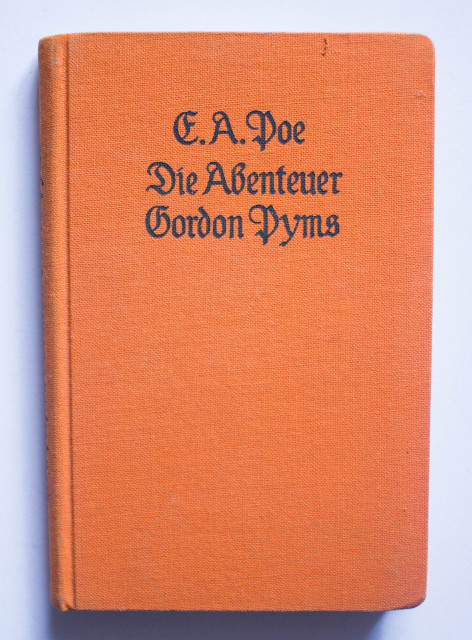 E. A. Poe
Die Abenteuer
Gordon Pyms